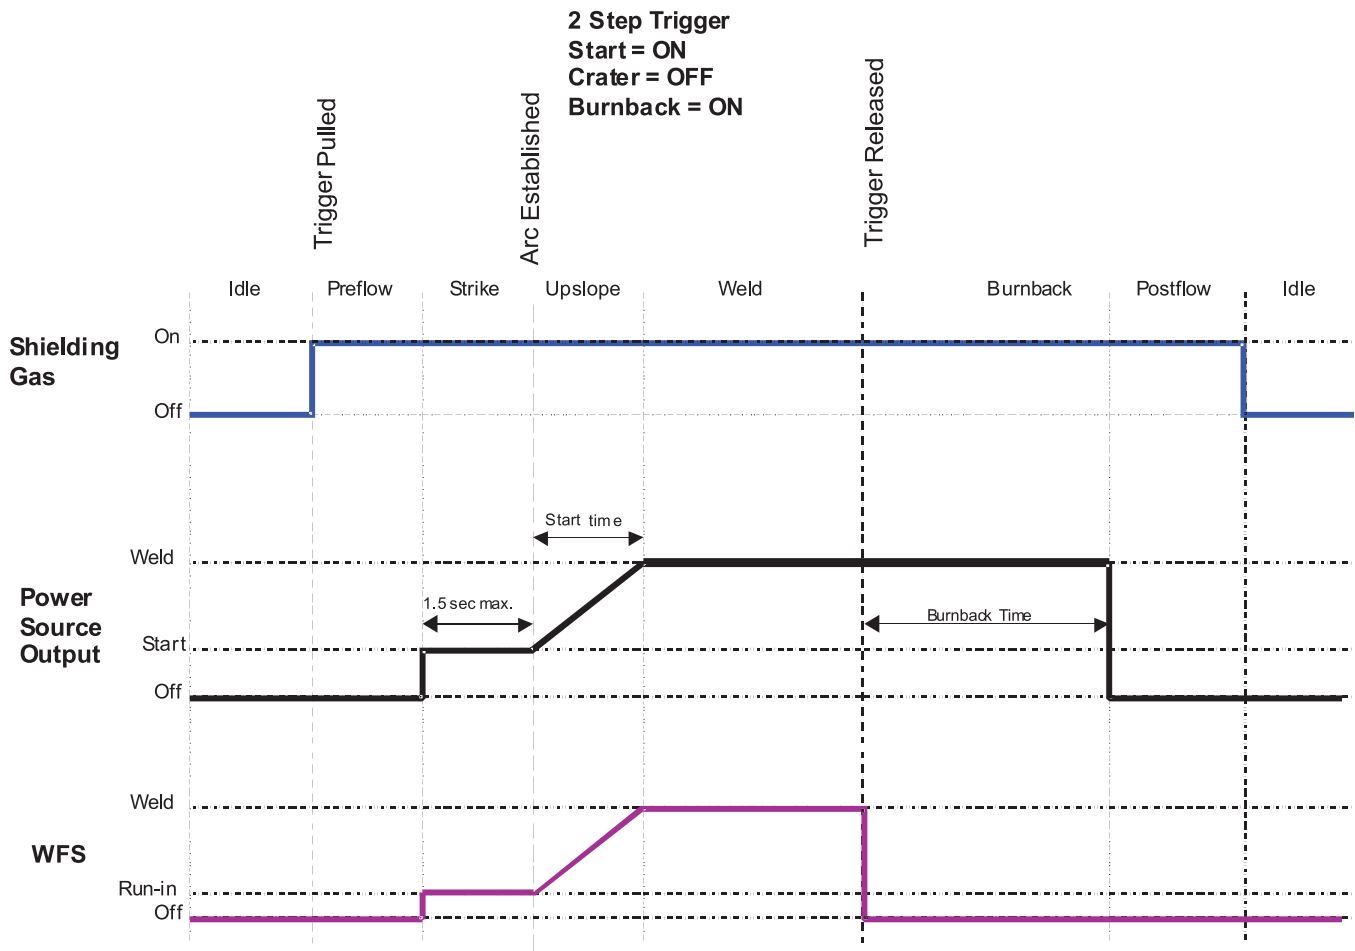 2 Step Trigger
Start = ON
Crater = OFF
Burnback = ON
Trigger Pulled
Arc Established
Trigger Released
Idle
Preflow
Strike
Upslope
Weld
Burnback
Postflow
Idle
Shielding
Gas
On
Off
Power
Source
Output
Weld
Start
Off
Start time
1.5 sec max.
Burnback Time
WFS
Weld
Run-in
Off